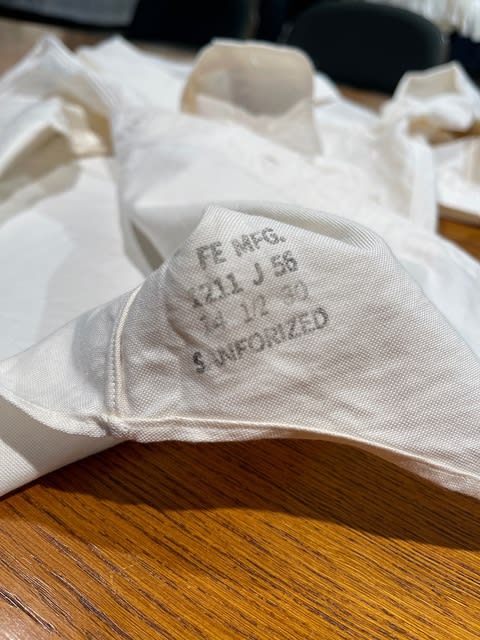 FE MFG.
1211 J 56
14 1/2 30
SANFORIZED